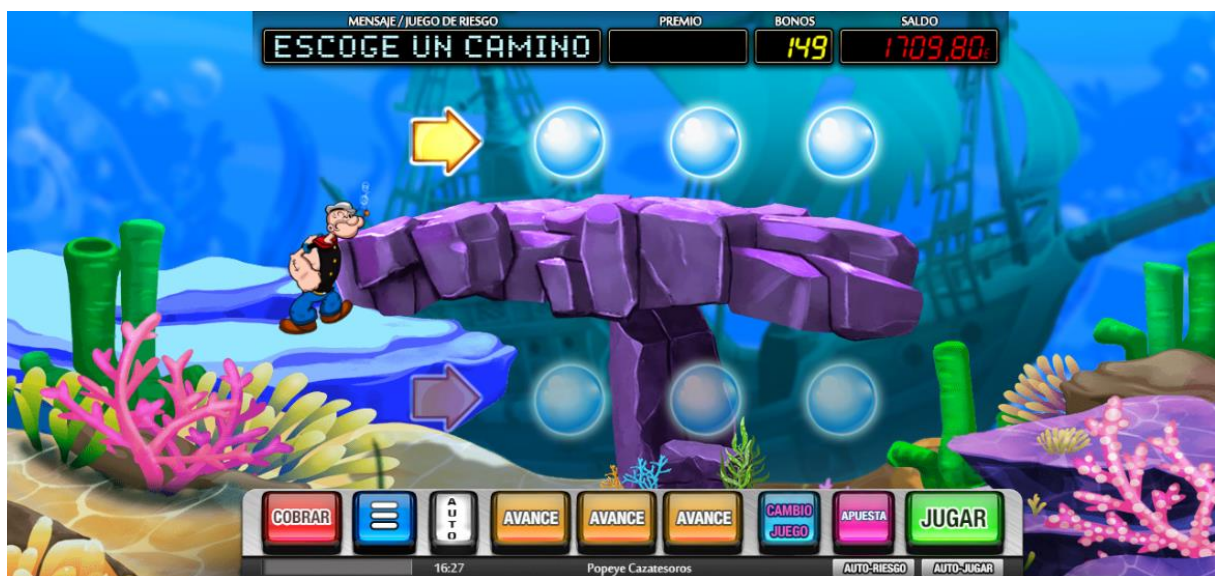 MENSAJE / JUEGO DE RIESGO PREMIO BONOS SALDO
ESCOGE UN CAMINO 149 1709,80€
COBRAR AUTO AVANCE AVANCE AVANCE CAMBIO JUEGO APUESTA JUGAR
16:27 Popeye Cazatesoros AUTO-RIESGO AUTO-JUGAR